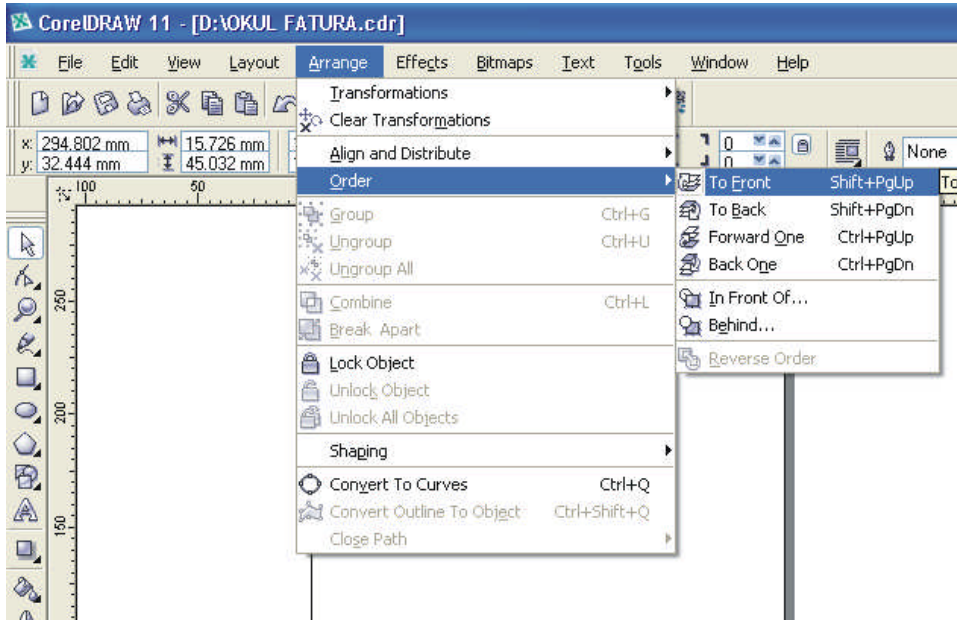 CorelDRAW 11 - [D:\OKUL FATURA.cdr]
File Edit View Layout Arrange Effects Bitmaps Text Tools Window Help
x: 294.802 mm 15.726 mm
y: 32.444 mm 45.032 mm
0
0
None
100 50
250
200
150
Transformations
Clear Transformations
Align and Distribute
Order
Group Ctrl+G
Ungroup Ctrl+U
Ungroup All
Combine Ctrl+L
Break Apart
Lock Object
Unlock Object
Unlock All Objects
Shaping
Convert To Curves Ctrl+Q
Convert Outline To Object Ctrl+Shift+Q
Close Path
To Front Shift+PgUp
To Back Shift+PgDn
Forward One Ctrl+PgUp
Back One Ctrl+PgDn
In Front Of...
Behind...
Reverse Order
To